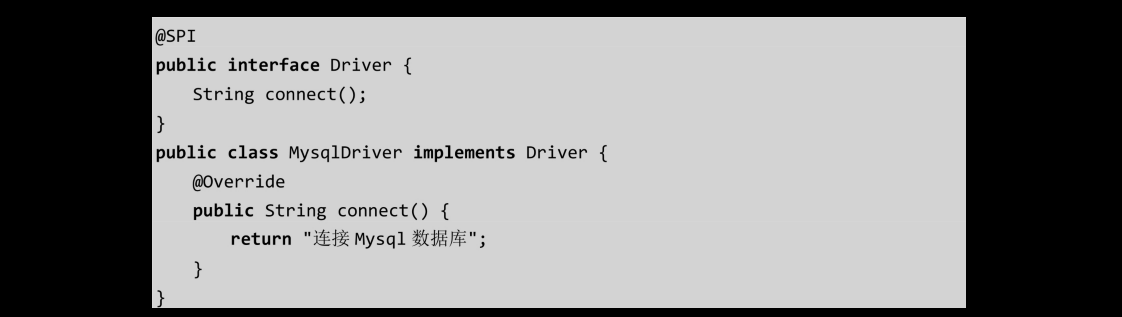 @SPI
public interface Driver {
    String connect();
}
public class MysqlDriver implements Driver {
    @Override
    public String connect() {
        return "连接 Mysql 数据库";
    }
}